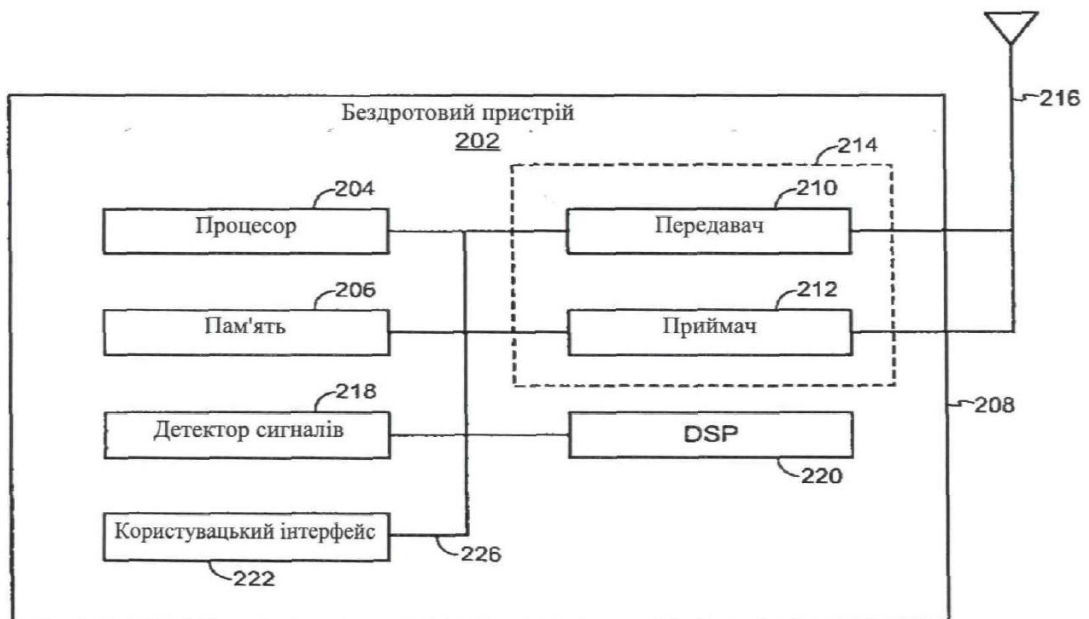 Бездротовий пристрій
202
216
214
204
210
Процесор
Передавач
206
212
Пам'ять
Приймач
218
208
Детектор сигналів
DSP
220
Користувацький інтерфейс
226
222